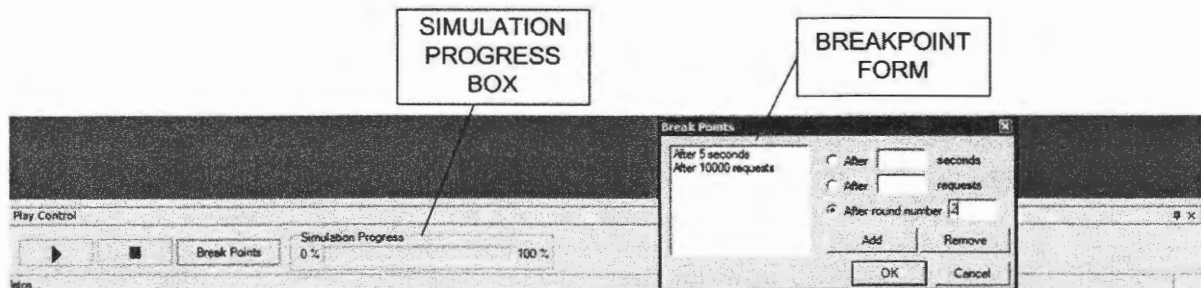 SIMULATION
PROGRESS
BOX
BREAKPOINT
FORM
Break Points
After 5 seconds
After 10000 requests
After seconds
After requests
After round number 2
Add Remove
OK Cancel
Play Control
Break Points
Simulation Progress
0 % 100 %